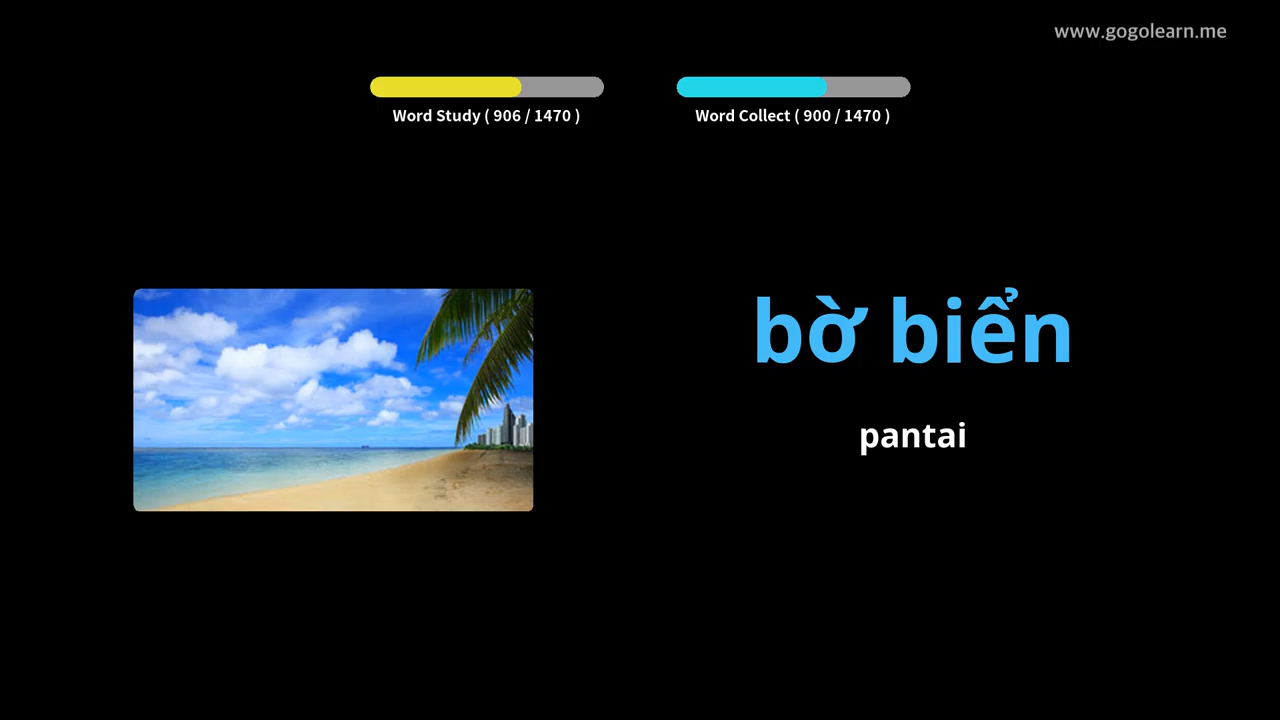 www.gogolearn.me
Word Study ( 906 / 1470 )
Word Collect ( 900 / 1470 )
bờ biển
pantai